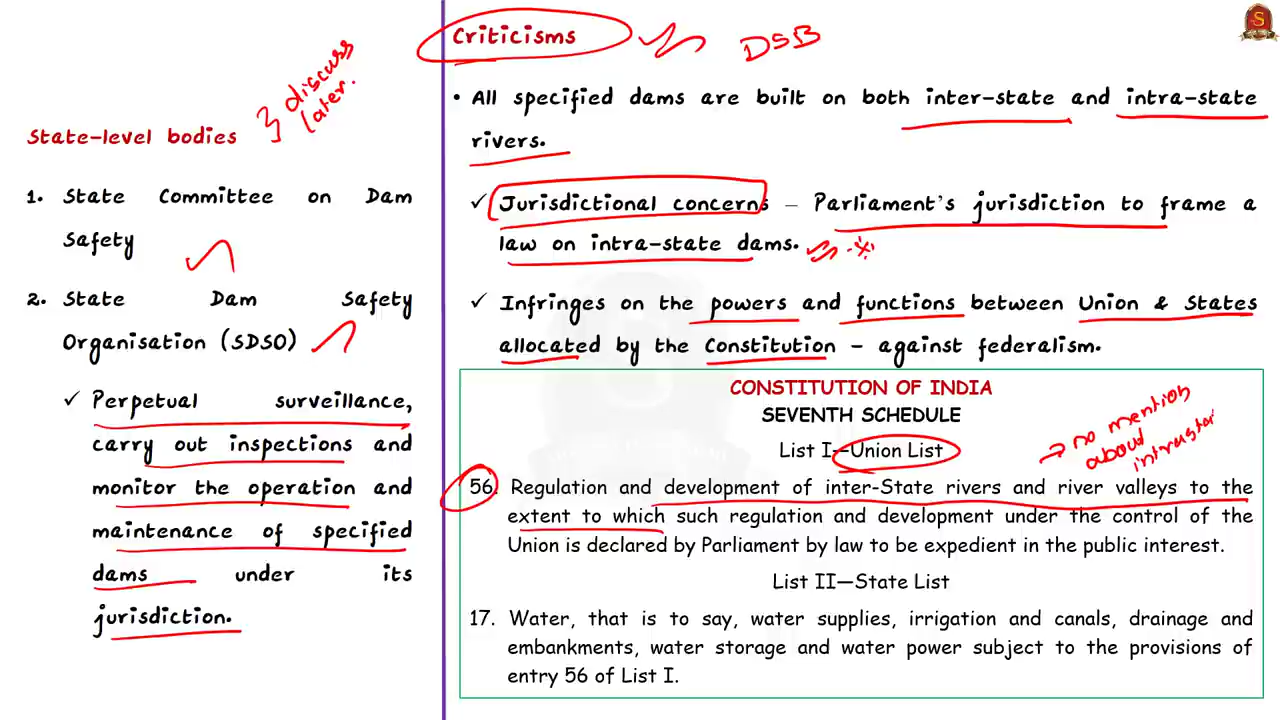 } discuss
later.
State-level bodies
1. State Committee on Dam
Safety
2. State Dam Safety
Organisation (SDSO)
✓ Perpetual surveillance,
carry out inspections and
monitor the operation and
maintenance of specified
dams under its
jurisdiction.
Criticisms
DSB
• All specified dams are built on both inter-state and intra-state
rivers.
✓ Jurisdictional concerns – Parliament's jurisdiction to frame a
law on intra-state dams.
✓ Infringes on the powers and functions between Union & States
allocated by the Constitution – against federalism.
CONSTITUTION OF INDIA
SEVENTH SCHEDULE
List I—Union List
→ no mention
about
56. Regulation and development of inter-State rivers and river valleys to the
extent to which such regulation and development under the control of the
Union is declared by Parliament by law to be expedient in the public interest.
List II—State List
17. Water, that is to say, water supplies, irrigation and canals, drainage and
embankments, water storage and water power subject to the provisions of
entry 56 of List I.